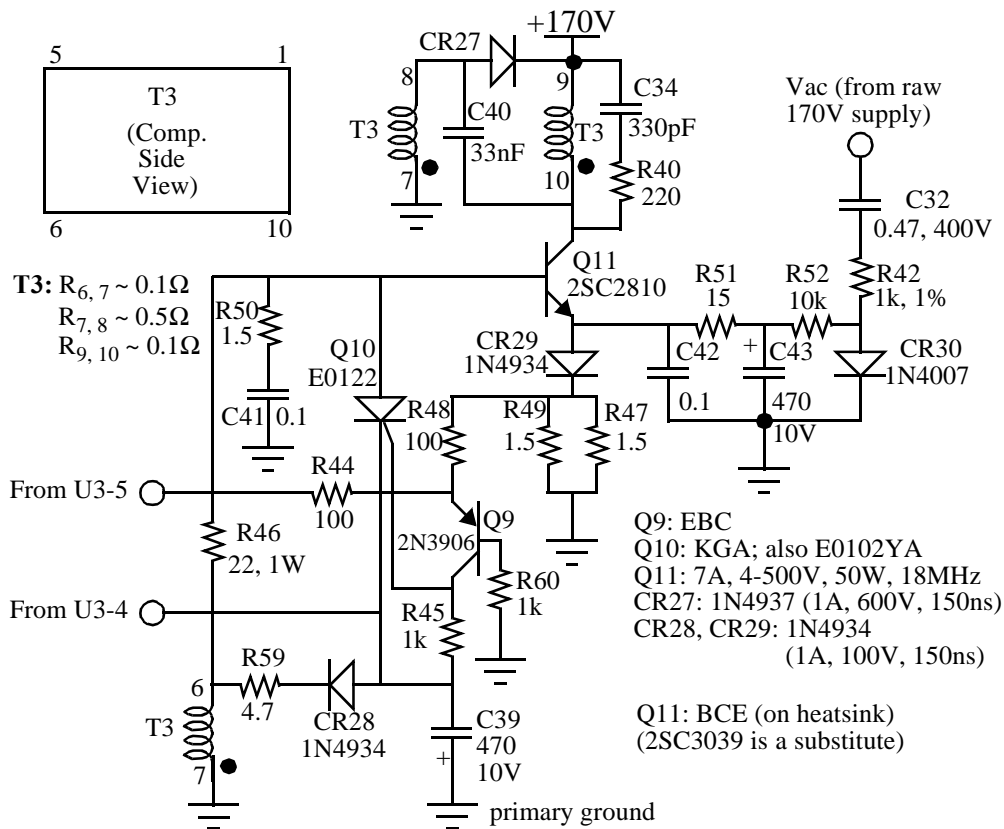 +170V
CR27
5
1
8
9
C34
Vac (from raw
170V supply)
T3
(Comp.
Side
View)
T3
C40
33nF
T3
330pF
7
10
R40
220
C32
0.47, 400V
6
10
Q11
2SC2810
R51
15
R52
10k
R42
1k, 1%
T3: R6, 7 ~ 0.1Ω
R7, 8 ~ 0.5Ω
R9, 10 ~ 0.1Ω
R50
1.5
Q10
E0122
CR29
1N4934
C42
0.1
+
C43
470
10V
CR30
1N4007
C41
0.1
R48
100
R49
1.5
R47
1.5
From U3-5
R44
100
R46
22, 1W
Q9
2N3906
Q9: EBC
Q10: KGA; also E0102YA
Q11: 7A, 4-500V, 50W, 18MHz
CR27: 1N4937 (1A, 600V, 150ns)
CR28, CR29: 1N4934
(1A, 100V, 150ns)
From U3-4
R45
1k
R60
1k
6
R59
4.7
CR28
1N4934
T3
7
C39
470
10V
+
Q11: BCE (on heatsink)
(2SC3039 is a substitute)
primary ground